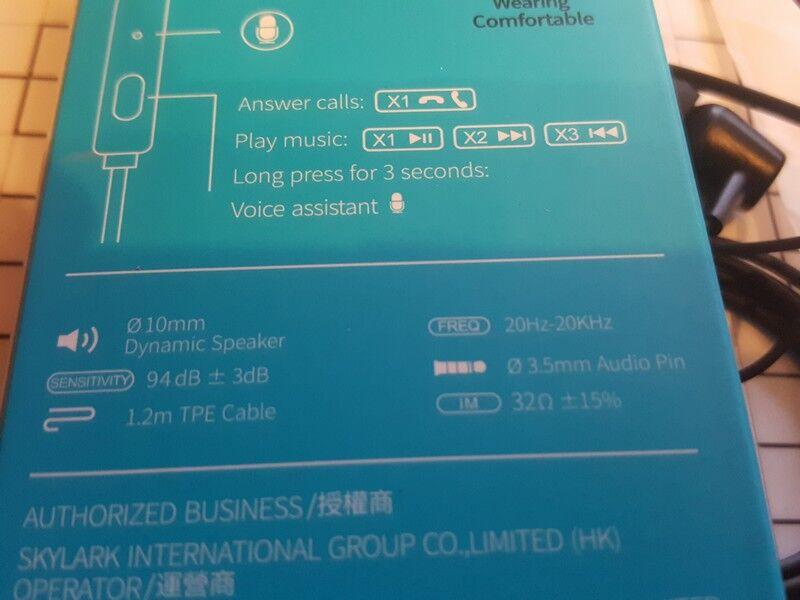 Wearing
Comfortable
Answer calls: X1
Play music: X1 X2 X3
Long press for 3 seconds:
Voice assistant
Ø10mm
Dynamic Speaker
SENSITIVITY 94dB ± 3dB
1.2m TPE Cable
FREQ 20Hz-20KHz
Ø 3.5mm Audio Pin
IM 32Ω ±15%
AUTHORIZED BUSINESS/授權商
SKYLARK INTERNATIONAL GROUP CO.,LIMITED (HK)
OPERATOR/運營商